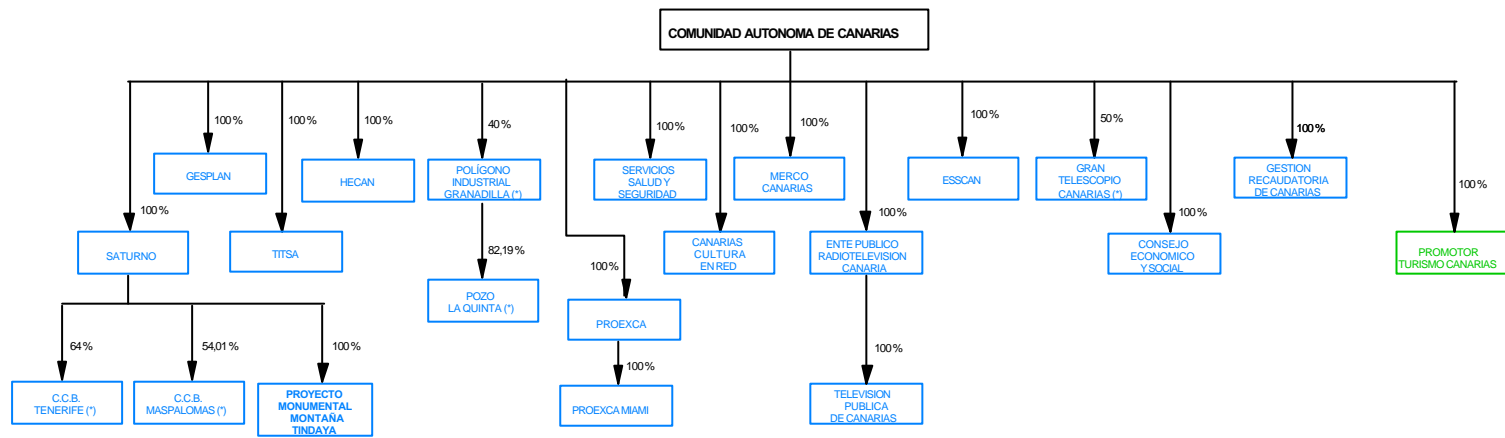 COMUNIDAD AUTONOMA DE CANARIAS
100%
100%
100%
40%
100%
100%
100%
100%
100%
50%
100%
100%
GESPLAN
HECAN
POLÍGONO
INDUSTRIAL
GRANADILLA (*)
SERVICIOS
SALUD Y
SEGURIDAD
MERCO
CANARIAS
ESSCAN
GRAN
TELESCOPIO
CANARIAS (*)
GESTION
RECAUDATORIA
DE CANARIAS
100%
100%
100%
SATURNO
TITSA
82,19%
100%
CANARIAS
CULTURA
EN RED
ENTE PUBLICO
RADIOTELEVISION
CANARIA
CONSEJO
ECONOMICO
Y SOCIAL
PROMOTOR
TURISMO CANARIAS
POZO
LA QUINTA (*)
PROEXCA
64%
54,01%
100%
100%
100%
C.C.B.
TENERIFE (*)
C.C.B.
MASPALOMAS (*)
PROYECTO
MONUMENTAL
MONTAÑA
TINDAYA
PROEXCA MIAMI
TELEVISION
PUBLICA
DE CANARIAS